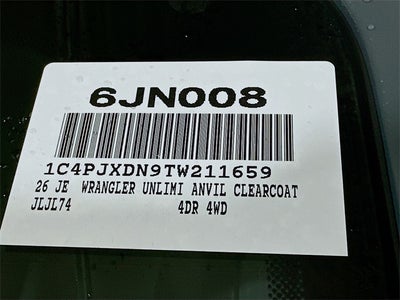 6JN008
1C4PJXDN9TW211659
26 JE WRANGLER UNLIMI ANVIL CLEARCOAT
JLJL74 4DR 4WD